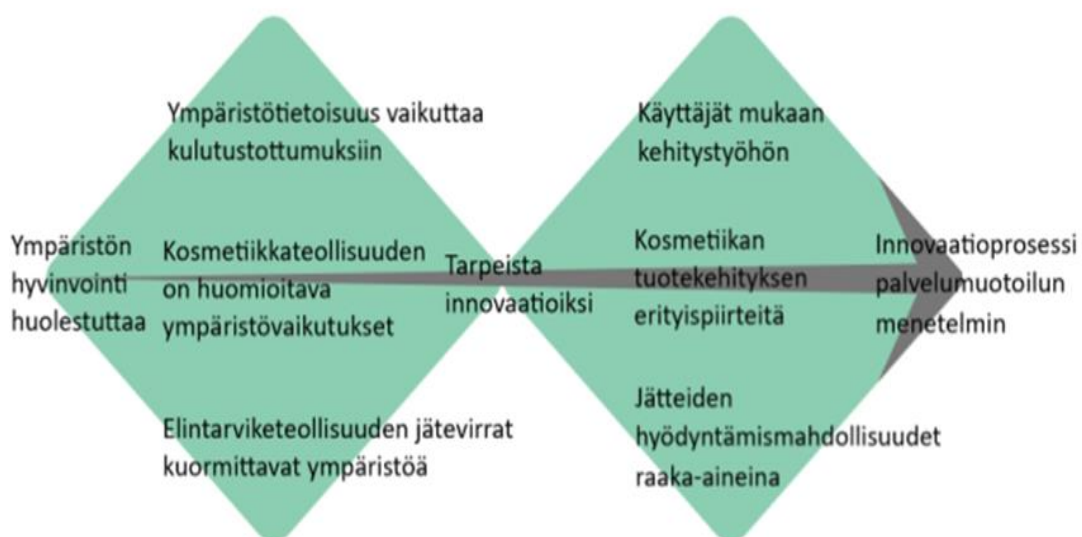 Ympäristön
hyvinvointi
huolestuttaa
Ympäristötietoisuus vaikuttaa
kulutustottumuksiin
Kosmetiikkateollisuuden
on huomioitava
ympäristövaikutukset
Elintarviketeollisuuden jätevirrat
kuormittavat ympäristöä
Tarpeista
innovaatioiksi
Käyttäjät mukaan
kehitystyöhön
Kosmetiikan
tuotekehityksen
erityispiirteitä
Jätteiden
hyödyntämismahdollisuudet
raaka-aineina
Innovaatioprosessi
palvelumuotoilun
menetelmin